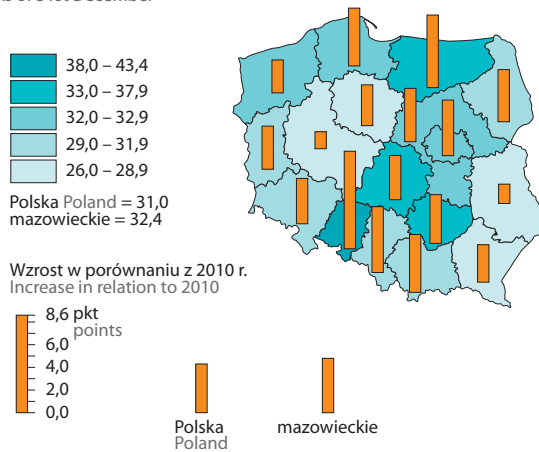 38,0 – 43,4
33,0 – 37,9
32,0 – 32,9
29,0 – 31,9
26,0 – 28,9
Polska Poland = 31,0
mazowieckie = 32,4
Wzrost w porównaniu z 2010 r.
Increase in relation to 2010
8,6 pkt
points
6,0
4,0
2,0
0,0
Polska
Poland
mazowieckie